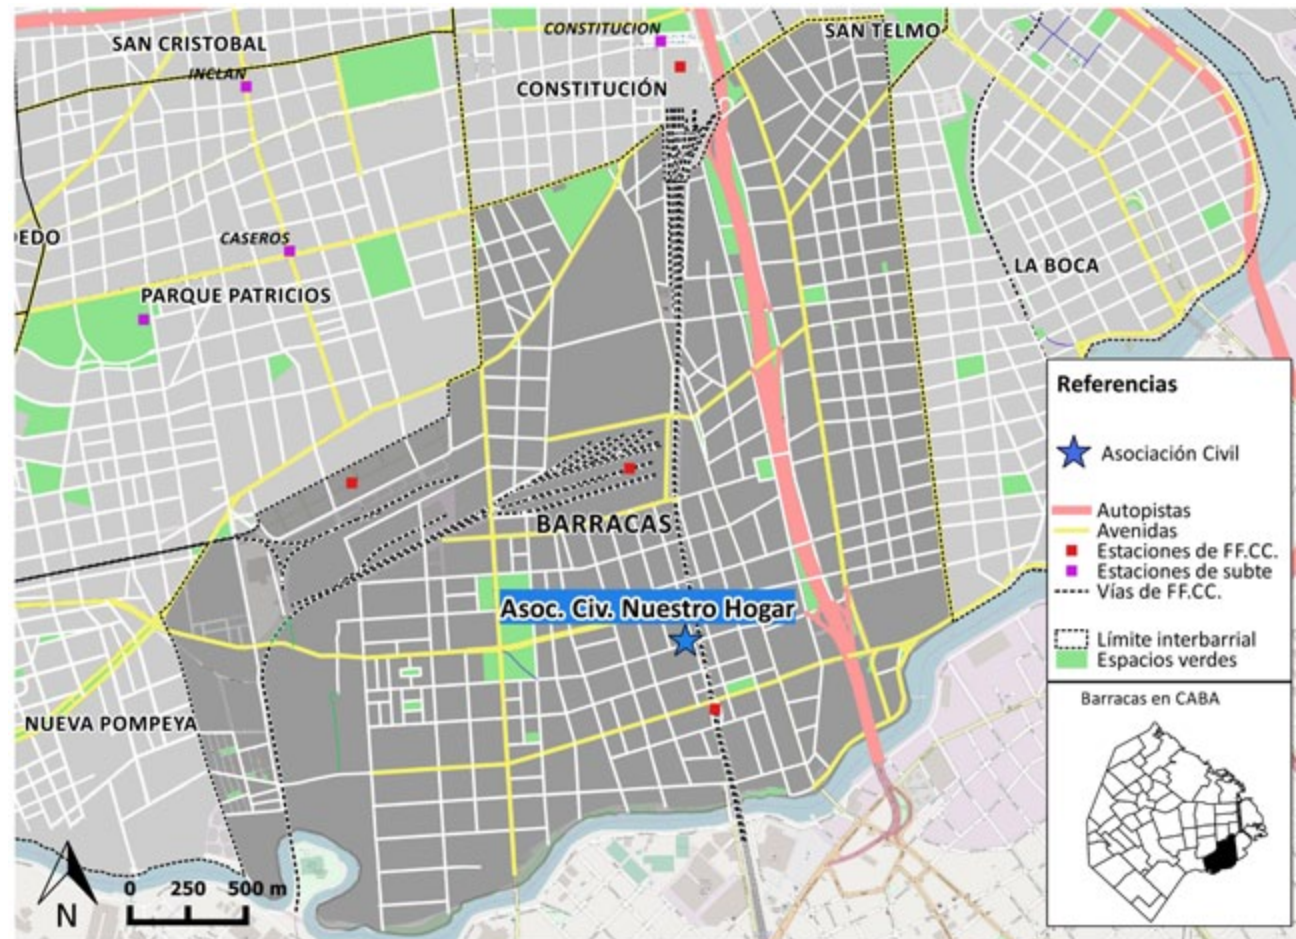 CONSTITUCION
SAN TELMO
SAN CRISTOBAL
INCLAN
CONSTITUCIÓN
EDO
CASEROS
LA BOCA
PARQUE PATRICIOS
Referencias
Asociación Civil
Autopistas
Avenidas
Estaciones de FF.CC.
Estaciones de subte
Vías de FF.CC.
Límite interbarrial
Espacios verdes
BARRACAS
Asoc. Civ. Nuestro Hogar
NUEVA POMPEYA
Barracas en CABA
0 250 500 m
N